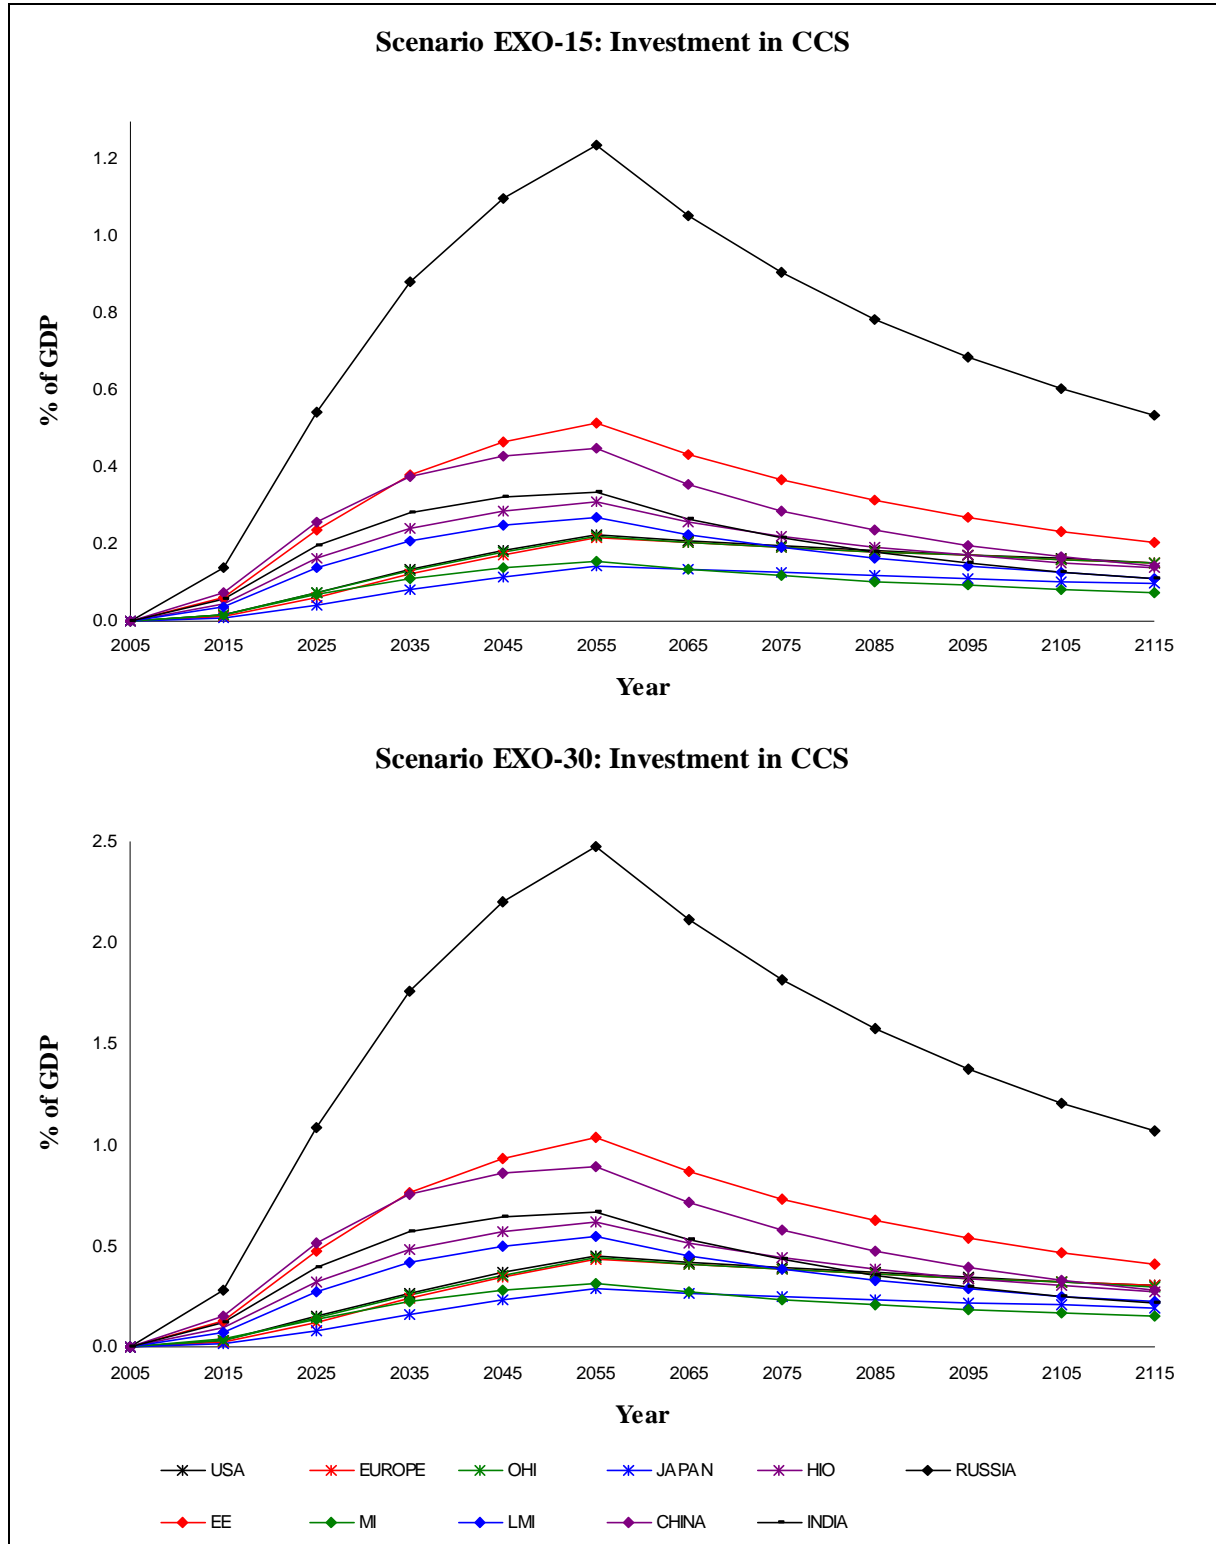 Scenario EXO-15: Investment in CCS
% of GDP
1.2
1.0
0.8
0.6
0.4
0.2
0.0
2005 2015 2025 2035 2045 2055 2065 2075 2085 2095 2105 2115
Year
Scenario EXO-30: Investment in CCS
% of GDP
2.5
2.0
1.5
1.0
0.5
0.0
2005 2015 2025 2035 2045 2055 2065 2075 2085 2095 2105 2115
Year
USA EUROPE OHI JAPAN HIO RUSSIA
EE MI LMI CHINA INDIA